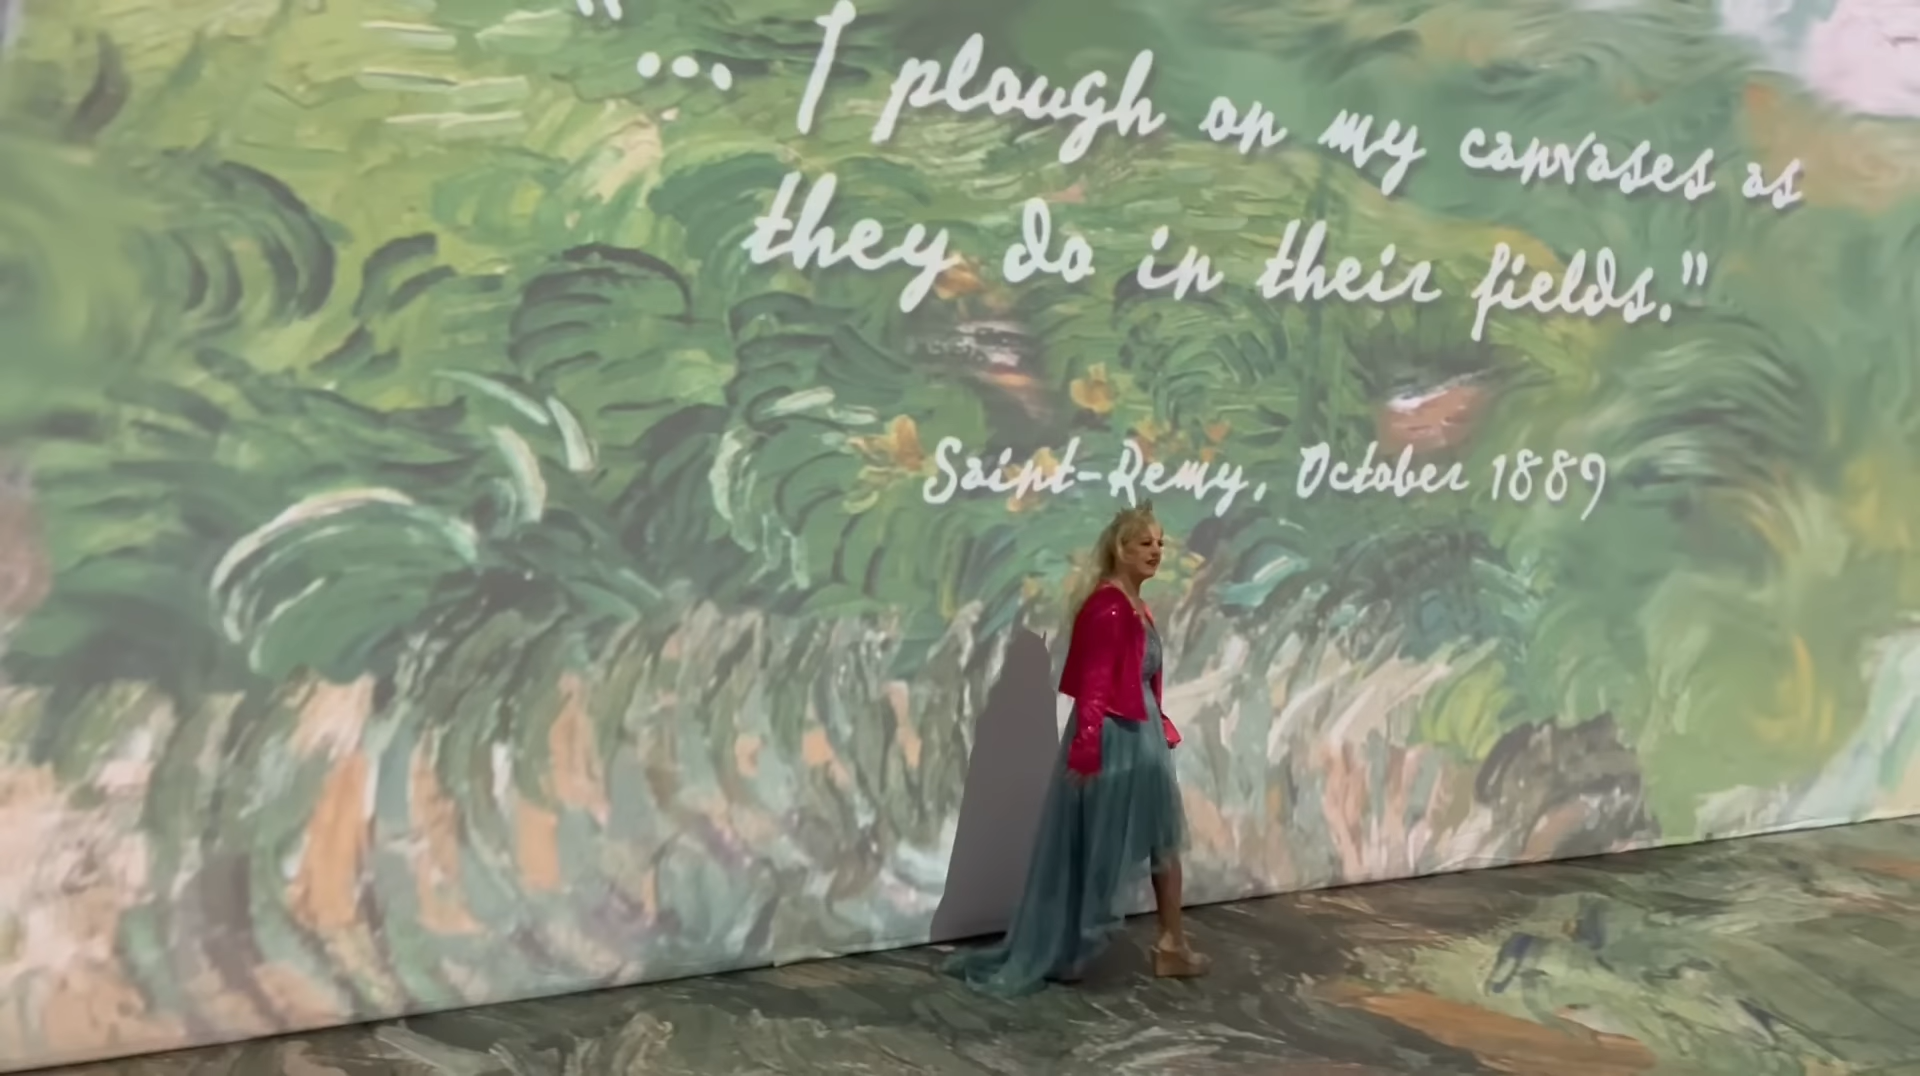 "... I plough on my canvases as
they do in their fields."
Saint-Remy, October 1889